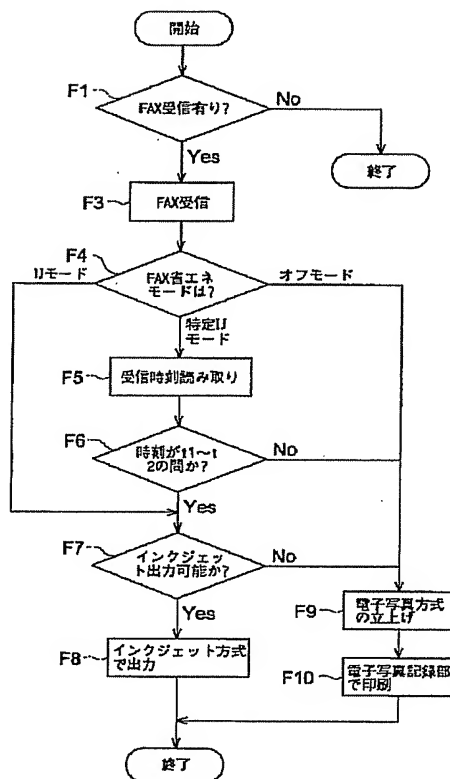 開始
F1
FAX受信有り?
No
Yes
終了
F3
FAX受信
F4
IJモード
FAX省エネ
モードは?
オフモード
特定IJ
モード
F5
受信時刻読み取り
F6
時刻がt1~t
2の間か?
No
Yes
F7
インクジェッ
ト出力可能か?
No
Yes
F9
電子写真方式
の立上げ
F8
インクジェット方式
で出力
F10
電子写真記録部
で印刷
終了